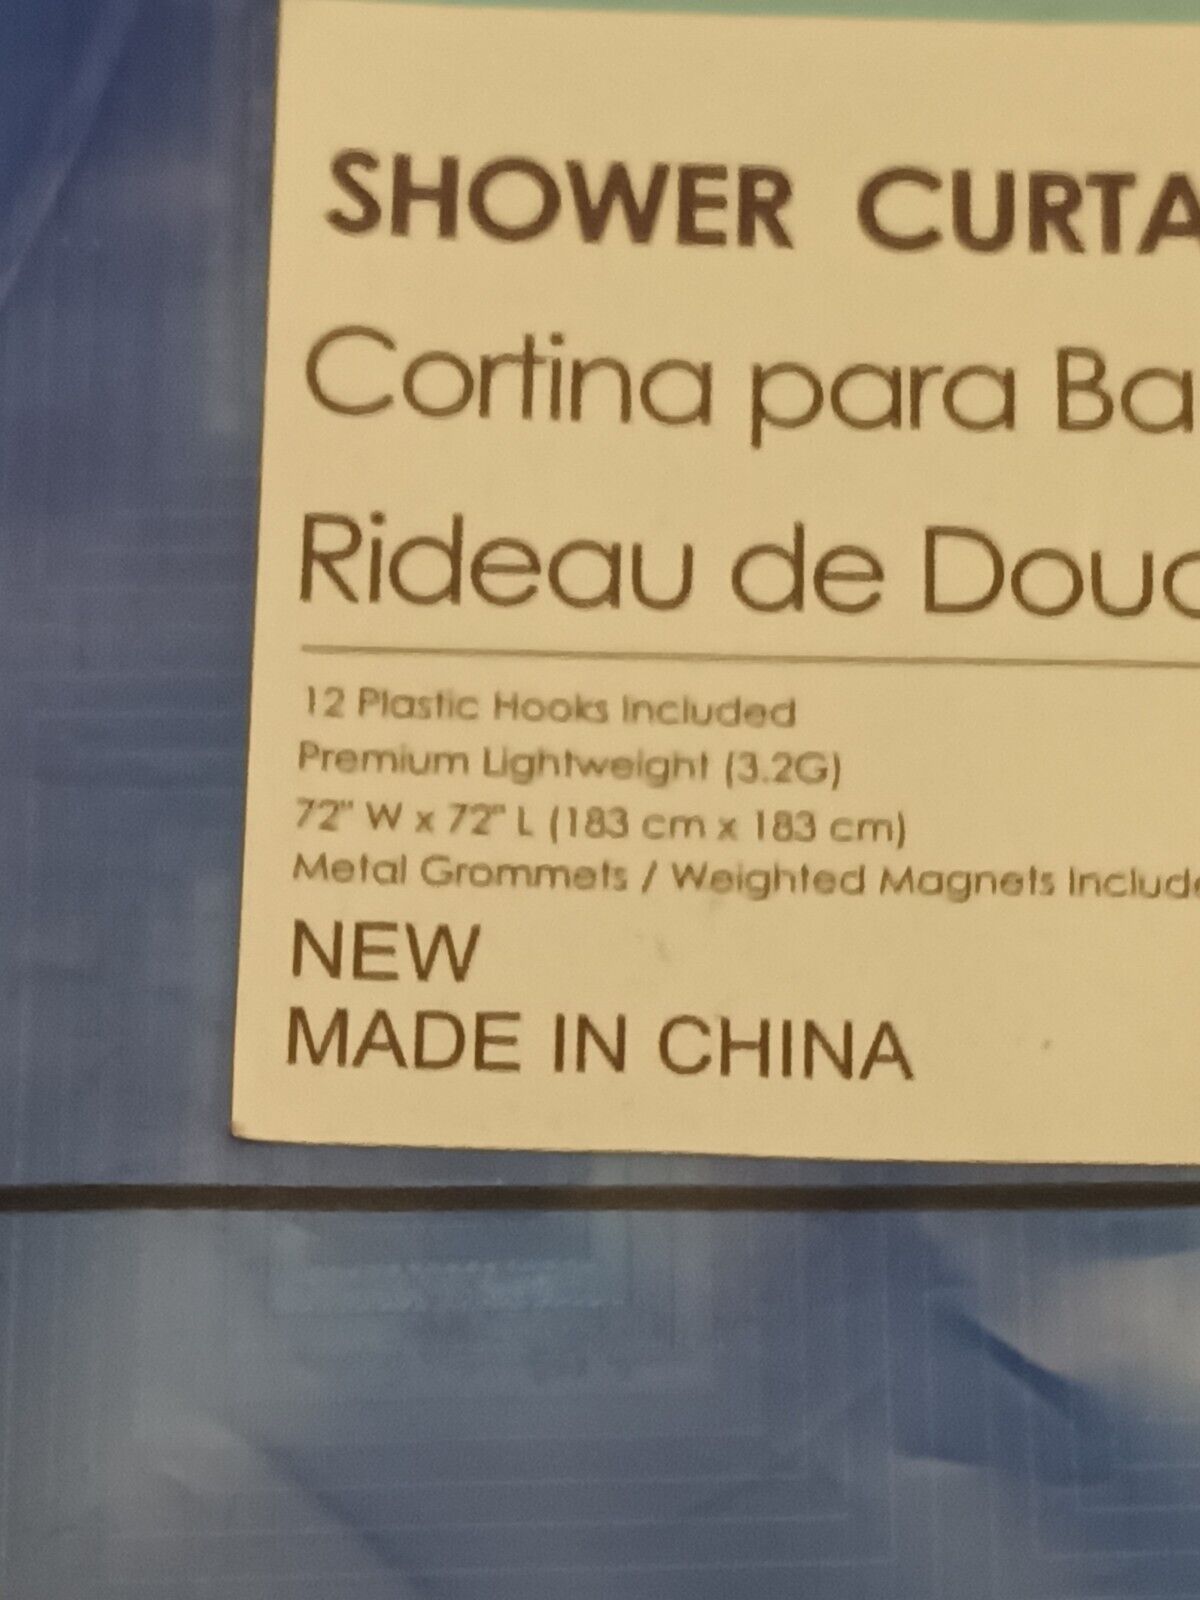 SHOWER CURTA
Cortina para Ba
Rideau de Douc
12 Plastic Hooks Included
Premium Lightweight (3.2G)
72" W x 72" L (183 cm x 183 cm)
Metal Grommets / Weighted Magnets Include
NEW
MADE IN CHINA